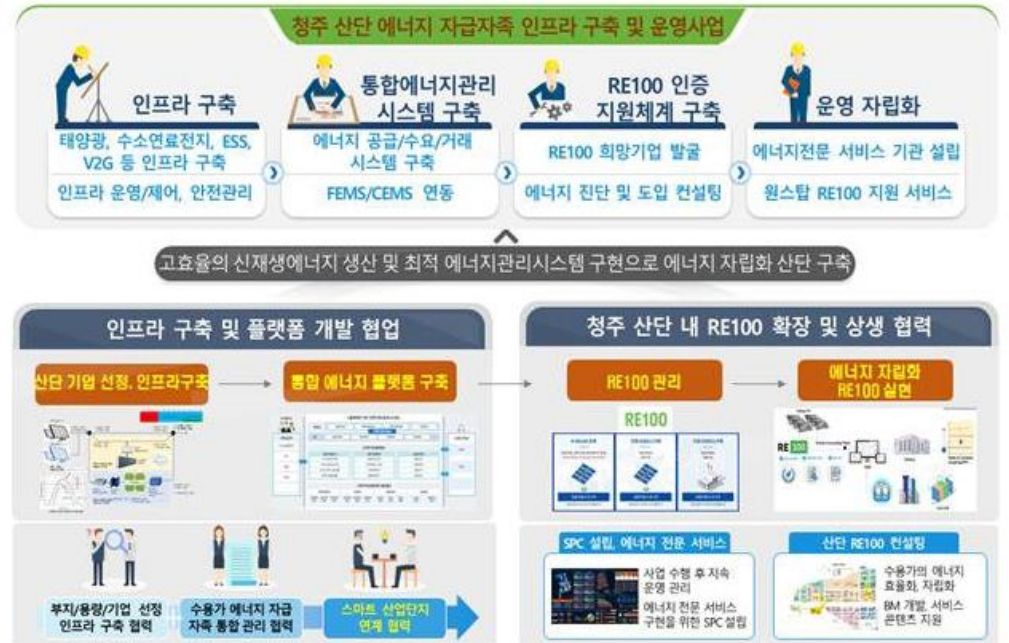 청주 산단 에너지 자급자족 인프라 구축 및 운영사업
인프라 구축
태양광, 수소연료전지, ESS,
V2G 등 인프라 구축
인프라 운영/제어, 안전관리
통합에너지관리
시스템 구축
에너지 공급/수요/거래
시스템 구축
FEMS/CEMS 연동
RE100 인증
지원체계 구축
RE100 희망기업 발굴
에너지 진단 및 도입 컨설팅
운영 자립화
에너지전문 서비스 기관 설립
원스탑 RE100 지원 서비스
고효율의 신재생에너지 생산 및 최적 에너지관리시스템 구현으로 에너지 자립화 산단 구축
인프라 구축 및 플랫폼 개발 협업
산단 기업 선정. 인프라구축
통합 에너지 플랫폼 구축
부지/용량/기업 선정
인프라 구축 협력
수용가 에너지 자급
자족 통합 관리 협력
스마트 산업단지
연계 협력
청주 산단 내 RE100 확장 및 상생 협력
RE100 관리
RE100
에너지 자립화
RE100 실현
RE 100
SPC 설립, 에너지 전문 서비스
사업 수행 후 지속
운영 관리
에너지 전문 서비스
구현을 위한 SPC 설립
산단 RE100 컨설팅
수용가의 에너지
효율화, 자립화
BM 개발, 서비스
콘텐츠 지원